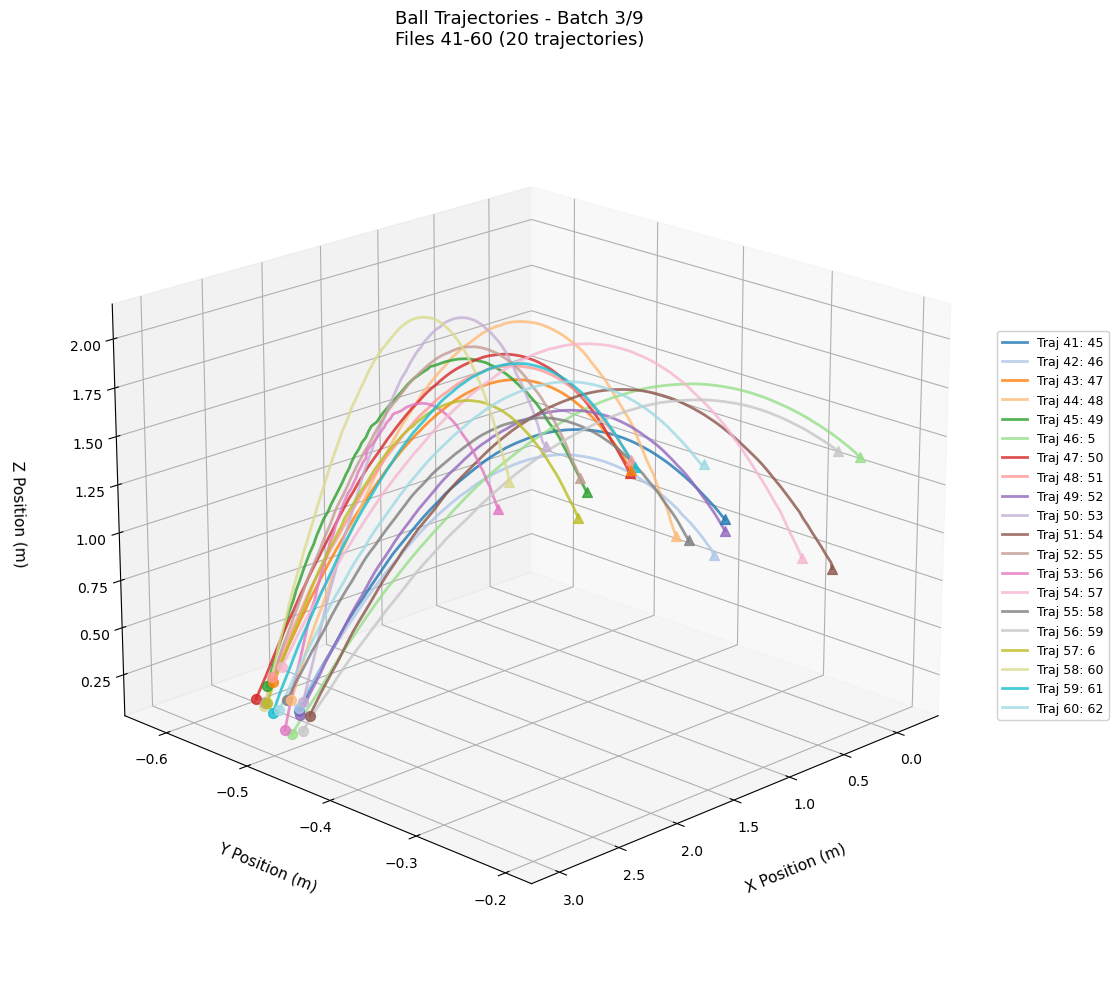 Ball Trajectories - Batch 3/9
Files 41-60 (20 trajectories)
Z Position (m)
2.00
1.75
1.50
1.25
1.00
0.75
0.50
0.25
−0.6
−0.5
−0.4
−0.3
−0.2
Y Position (m)
0.0
0.5
1.0
1.5
2.0
2.5
3.0
X Position (m)
Traj 41: 45
Traj 42: 46
Traj 43: 47
Traj 44: 48
Traj 45: 49
Traj 46: 5
Traj 47: 50
Traj 48: 51
Traj 49: 52
Traj 50: 53
Traj 51: 54
Traj 52: 55
Traj 53: 56
Traj 54: 57
Traj 55: 58
Traj 56: 59
Traj 57: 6
Traj 58: 60
Traj 59: 61
Traj 60: 62